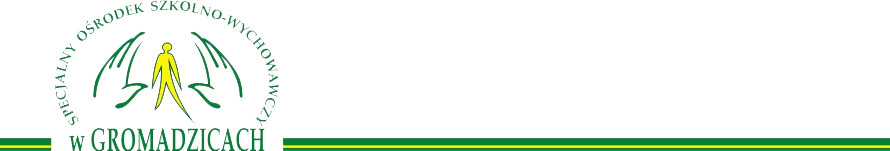 SPECJALNY OŚRODEK SZKOLNO-WYCHOWAWCZY
w GROMADZICACH